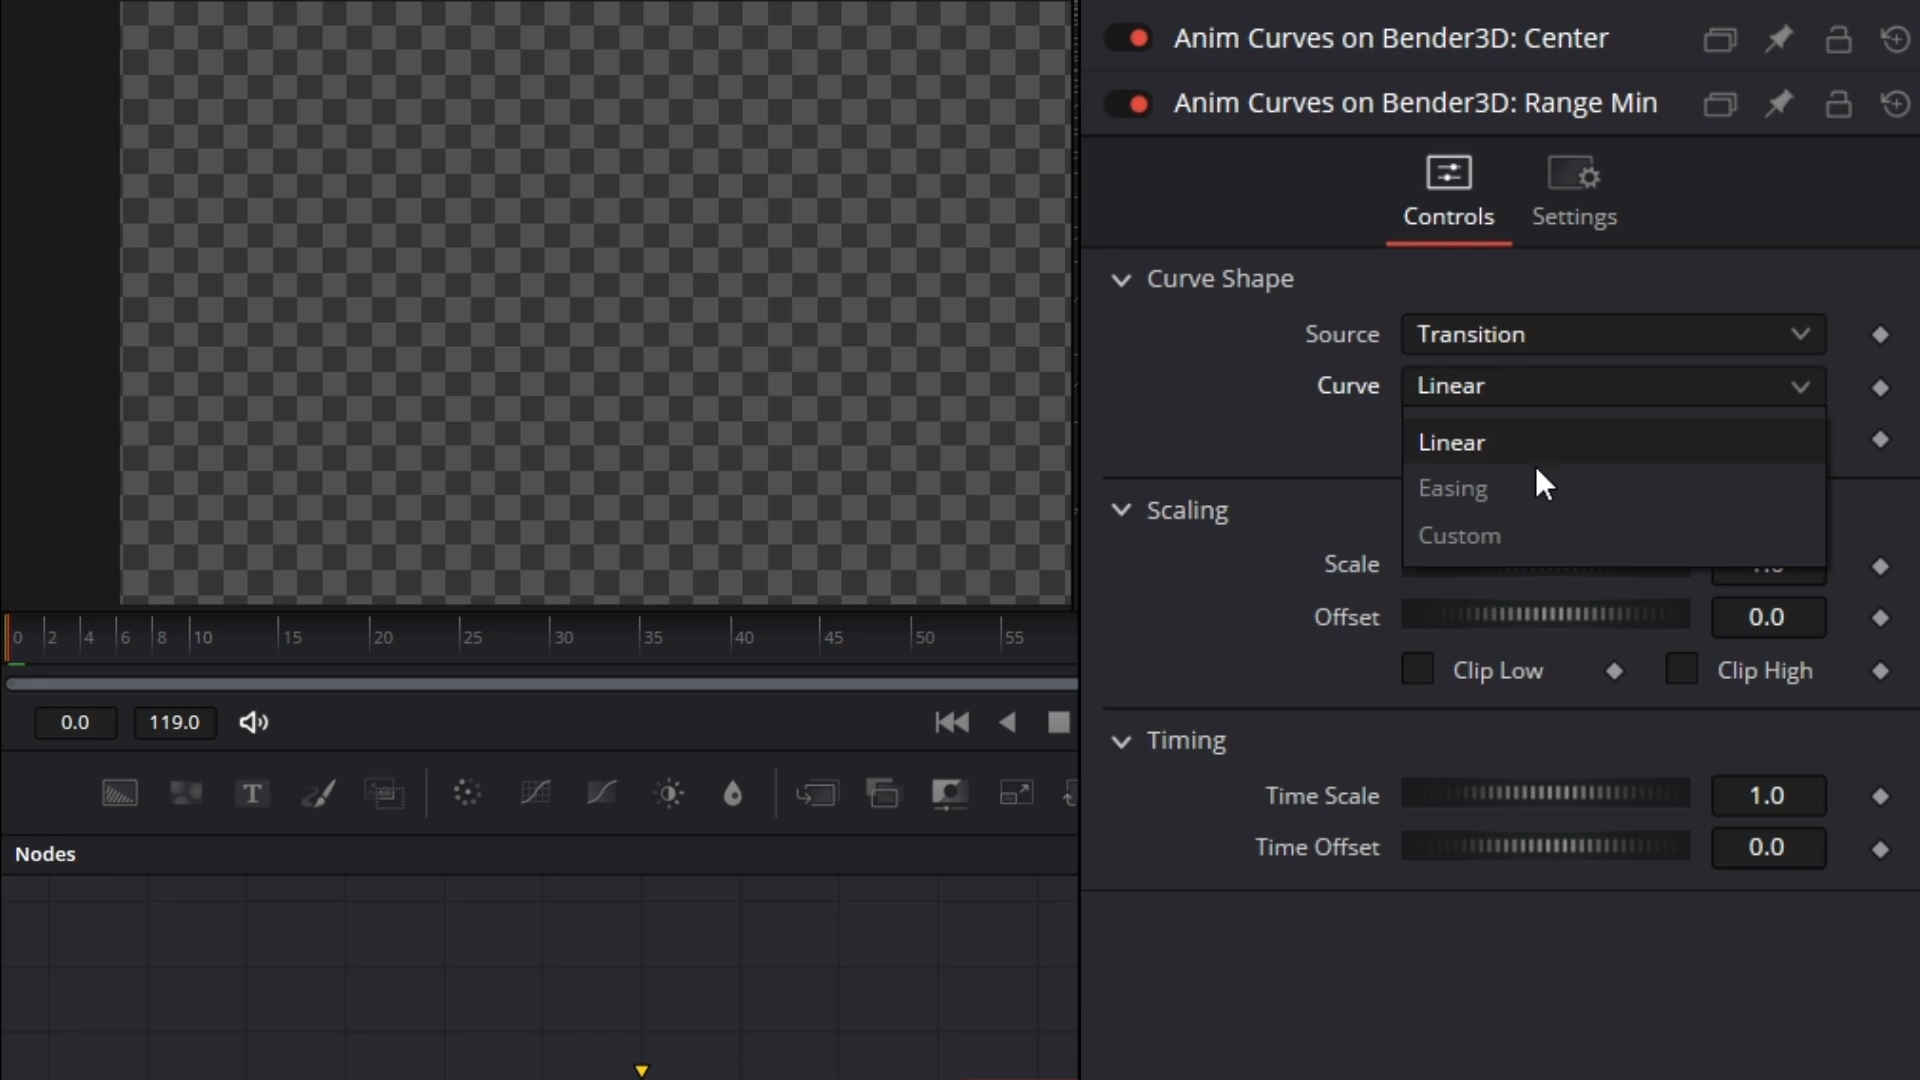 Anim Curves on Bender3D: Center
Anim Curves on Bender3D: Range Min
Controls
Settings
Curve Shape
Source
Transition
Curve
Linear
Linear
Easing
Custom
Scaling
Scale
Offset
0.0
Clip Low
Clip High
Timing
Time Scale
1.0
Time Offset
0.0
0 2 4 6 8 10 15 20 25 30 35 40 45 50 55
0.0
119.0
T
Nodes